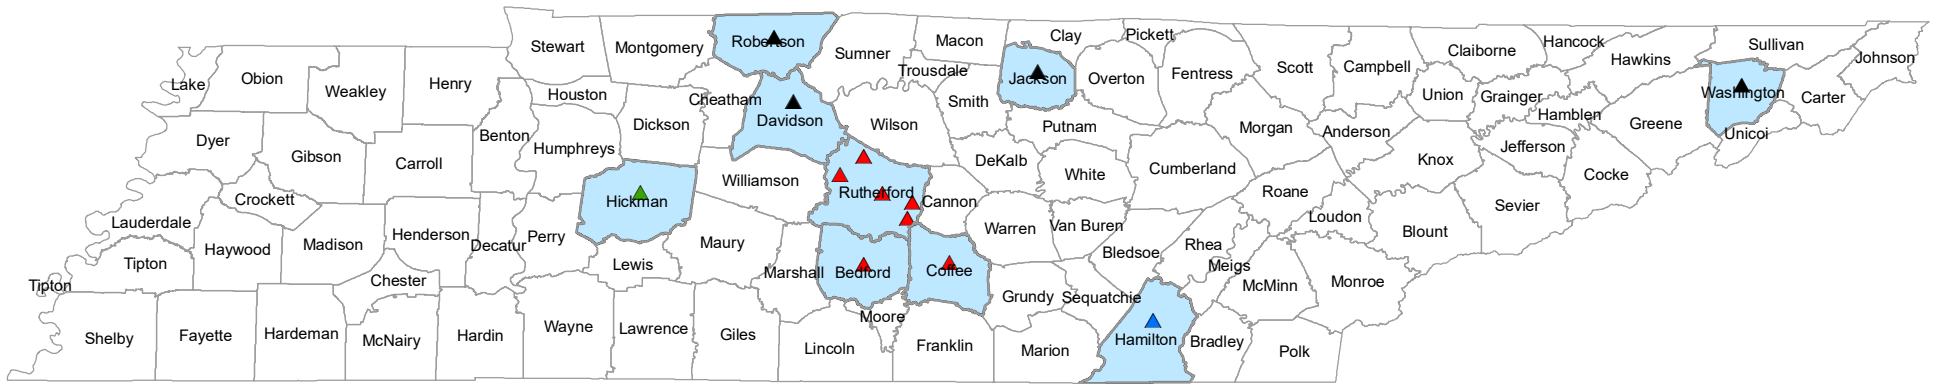 Stewart
Montgomery
Robertson
Sumner
Macon
Clay
Pickett
Trousdale
Jackson
Overton
Fentress
Scott
Campbell
Claiborne
Hancock
Hawkins
Sullivan
Johnson
Lake
Obion
Weakley
Henry
Houston
Cheatham
Smith
Union
Grainger
Washington
Carter
Dyer
Gibson
Carroll
Benton
Humphreys
Dickson
Davidson
Wilson
Putnam
Morgan
Anderson
Hamblen
Greene
Unicoi
DeKalb
White
Cumberland
Knox
Jefferson
Cocke
Lauderdale
Crockett
Williamson
Hickman
Rutherford
Cannon
Roane
Loudon
Sevier
Haywood
Madison
Henderson
Decatur
Perry
Maury
Warren
Van Buren
Bledsoe
Rhea
Blount
Tipton
Tipton
Chester
Lewis
Marshall
Bedford
Coffee
Grundy
Sequatchie
Meigs
McMinn
Monroe
Shelby
Fayette
Hardeman
McNairy
Hardin
Wayne
Lawrence
Giles
Lincoln
Moore
Franklin
Marion
Hamilton
Bradley
Polk